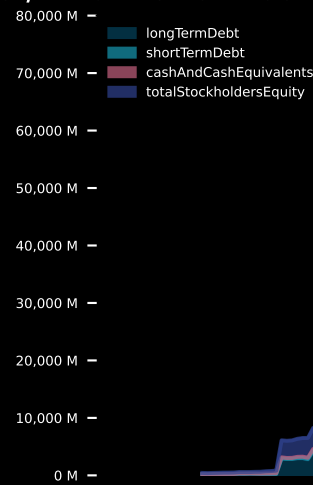 80,000 M
longTermDebt
shortTermDebt
70,000 M
cashAndCashEquivalents
totalStockholdersEquity
60,000 M
50,000 M
40,000 M
30,000 M
20,000 M
10,000 M
0 M